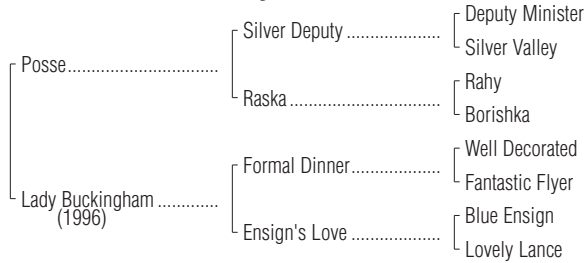 Deputy Minister
Silver Deputy ..................
Silver Valley
Posse.............................
Rahy
Raska .............................
Borishka
Well Decorated
Formal Dinner.................
Fantastic Flyer
Lady Buckingham ............
(1996)
Blue Ensign
Ensign's Love .................
Lovely Lance